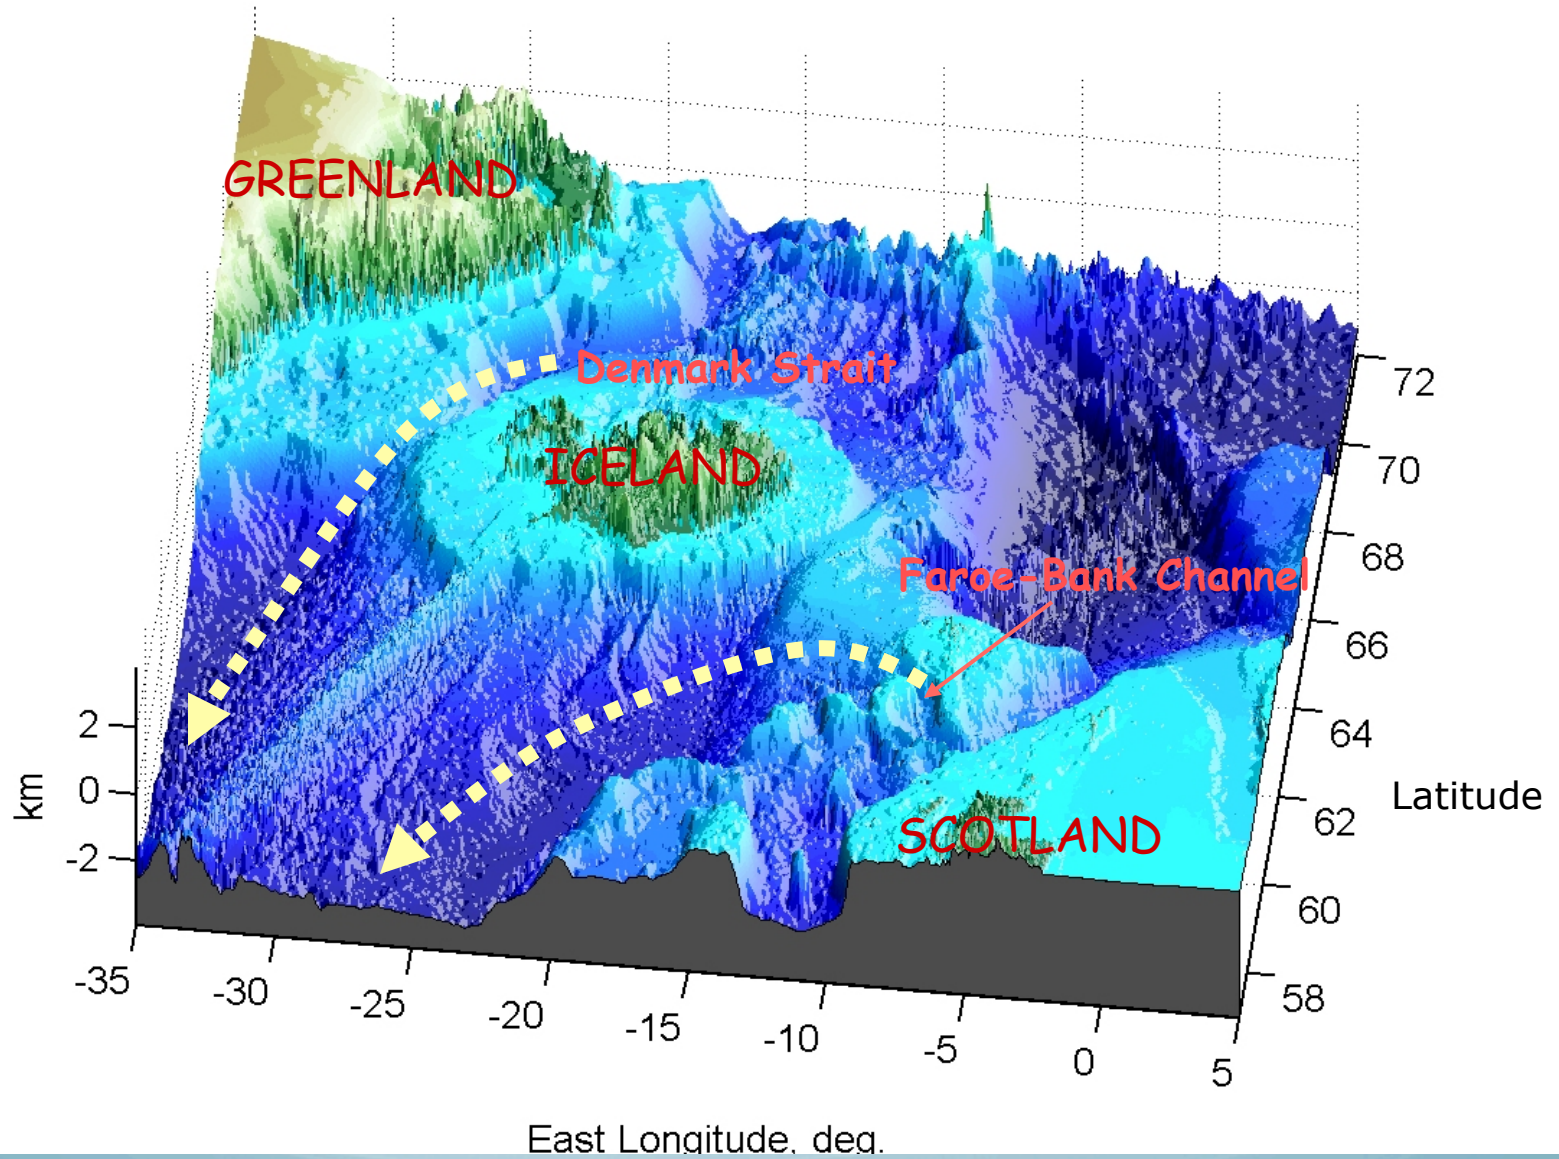 GREENLAND
Denmark Strait
72
ICELAND
70
68
Faroe-Bank Channel
66
2
64
km
0
Latitude
62
SCOTLAND
-2
60
-35
-30
-25
-20
-15
-10
-5
0
5
58
East Longitude, deg.